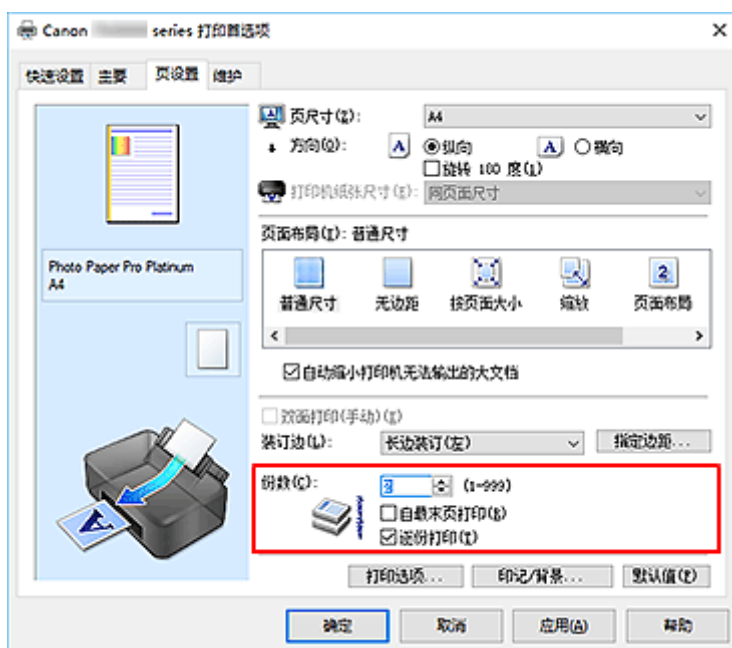 Canon series 打印首选项
快速设置 主要 页设置 维护
页尺寸(Z): A4
方向(O): A 纵向 A 横向
旋转 180 度(1)
打印机纸张尺寸(E): 同页面尺寸
页面布局(I): 普通尺寸
普通尺寸 无边距 按页面大小 缩放 页面布局
自动缩小打印机无法输出的大文档
Photo Paper Pro Platinum
A4
双面打印(手动)(X)
装订边(L): 长边装订(左) 指定边距...
份数(C): (1-999)
自最末页打印(B)
逐份打印(T)
打印选项... 印记/背景... 默认值(F)
确定 取消 应用(A) 帮助